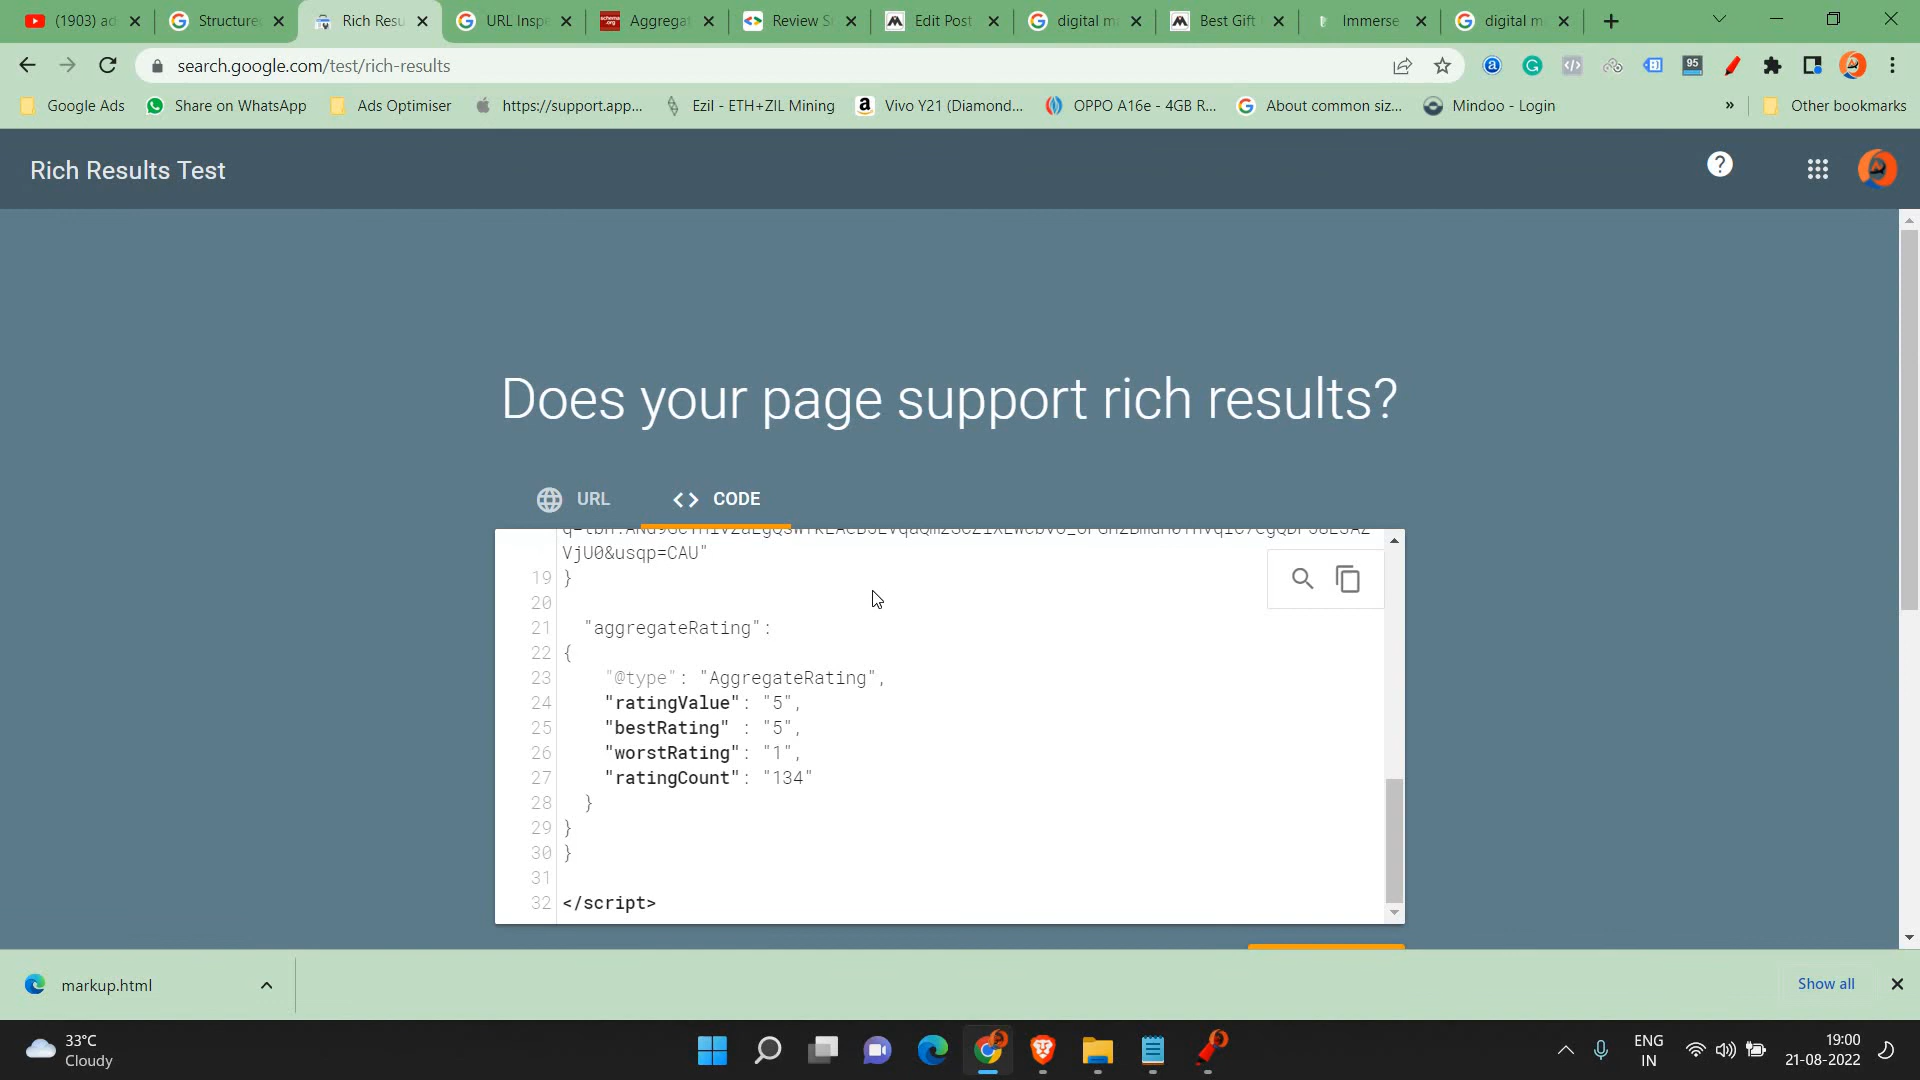 (1903) ad
Structure
Rich Resu
URL Insp
Aggrega
Review S
Edit Post
digital m
Best Gift
Immerse
digital m
search.google.com/test/rich-results
95
Google Ads
Share on WhatsApp
Ads Optimiser
https://support.app...
Ezil - ETH+ZIL Mining
Vivo Y21 (Diamond...
OPPO A16e - 4GB R...
About common siz...
Mindoo - Login
»
Other bookmarks
Rich Results Test
Does your page support rich results?
URL
<> CODE
VjU0&usqp=CAU"
19 }
20
21 "aggregateRating":
22 {
23 "@type": "AggregateRating",
24 "ratingValue": "5",
25 "bestRating" : "5",
26 "worstRating": "1",
27 "ratingCount": "134"
28 }
29 }
30 }
31
32 </script>
markup.html
Show all
33°C
Cloudy
ENG
IN
19:00
21-08-2022